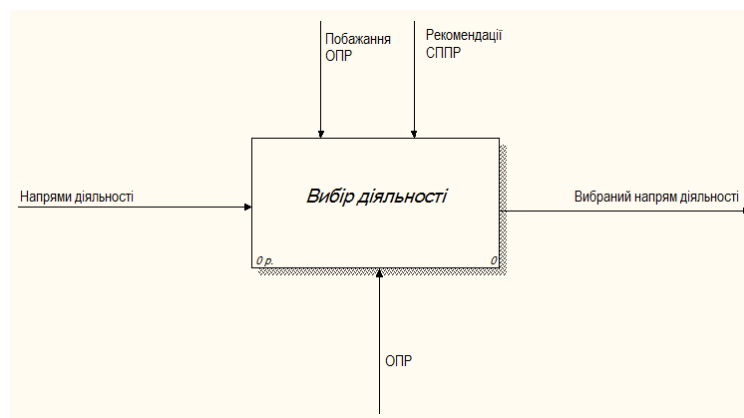 Побажання
ОПР
Рекомендації
СППР
Напрями діяльності
Вибір діяльності
Вибраний напрям діяльності
0 р.
0
ОПР